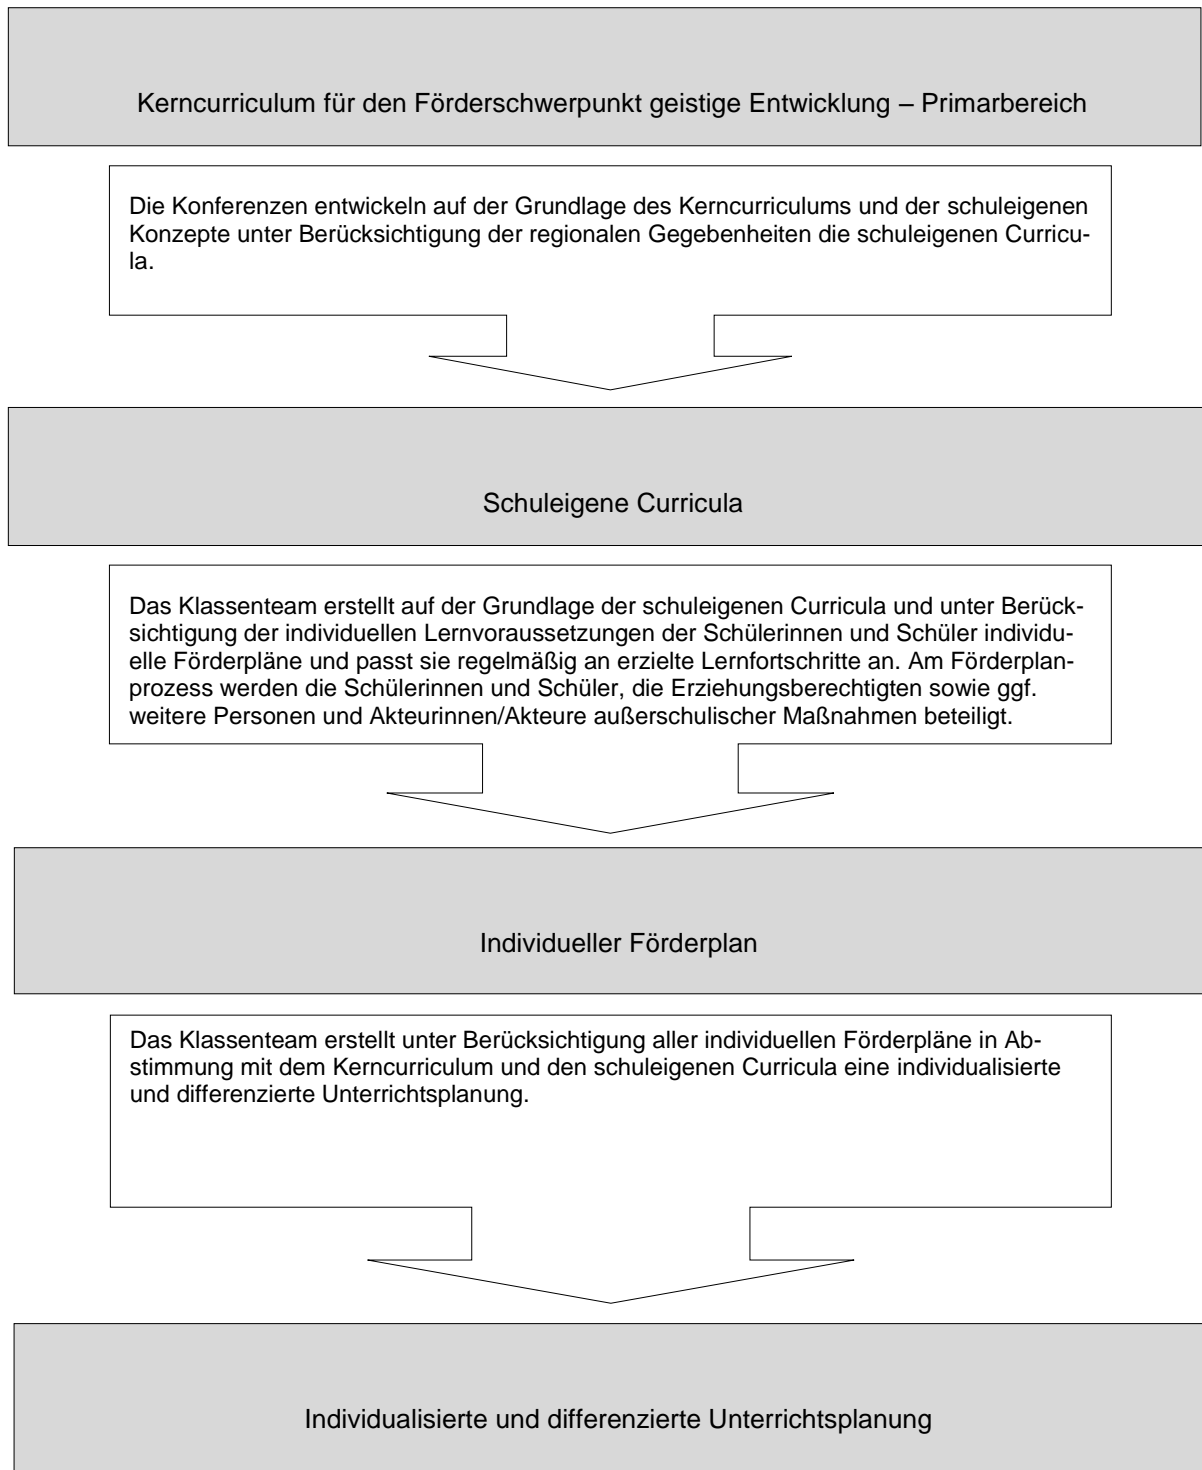 Kerncurriculum für den Förderschwerpunkt geistige Entwicklung – Primarbereich
Die Konferenzen entwickeln auf der Grundlage des Kerncurriculums und der schuleigenen
Konzepte unter Berücksichtigung der regionalen Gegebenheiten die schuleigenen Curricu-
la.
Schuleigene Curricula
Das Klassenteam erstellt auf der Grundlage der schuleigenen Curricula und unter Berück-
sichtigung der individuellen Lernvoraussetzungen der Schülerinnen und Schüler individu-
elle Förderpläne und passt sie regelmäßig an erzielte Lernfortschritte an. Am Förderplan-
prozess werden die Schülerinnen und Schüler, die Erziehungsberechtigten sowie ggf.
weitere Personen und Akteurinnen/Akteure außerschulischer Maßnahmen beteiligt.
Individueller Förderplan
Das Klassenteam erstellt unter Berücksichtigung aller individuellen Förderpläne in Ab-
stimmung mit dem Kerncurriculum und den schuleigenen Curricula eine individualisierte
und differenzierte Unterrichtsplanung.
Individualisierte und differenzierte Unterrichtsplanung